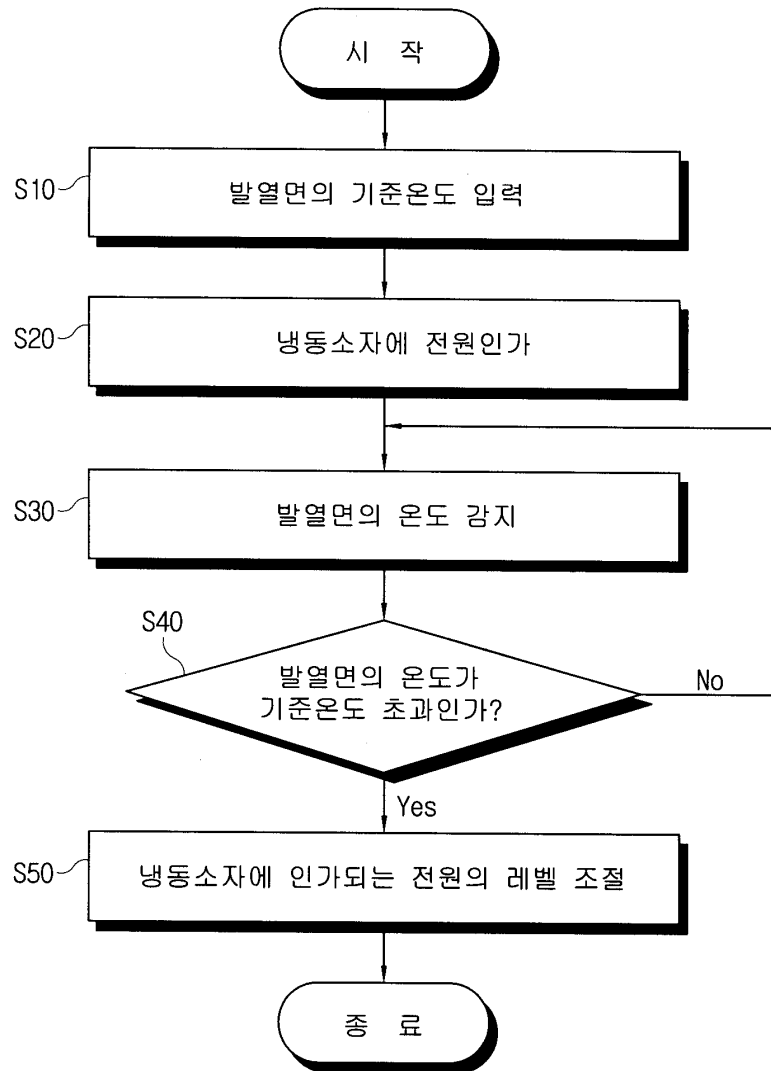 시 작
S10
발열면의 기준온도 입력
S20
냉동소자에 전원인가
S30
발열면의 온도 감지
S40
발열면의 온도가
기준온도 초과인가?
No
Yes
S50
냉동소자에 인가되는 전원의 레벨 조절
종 료